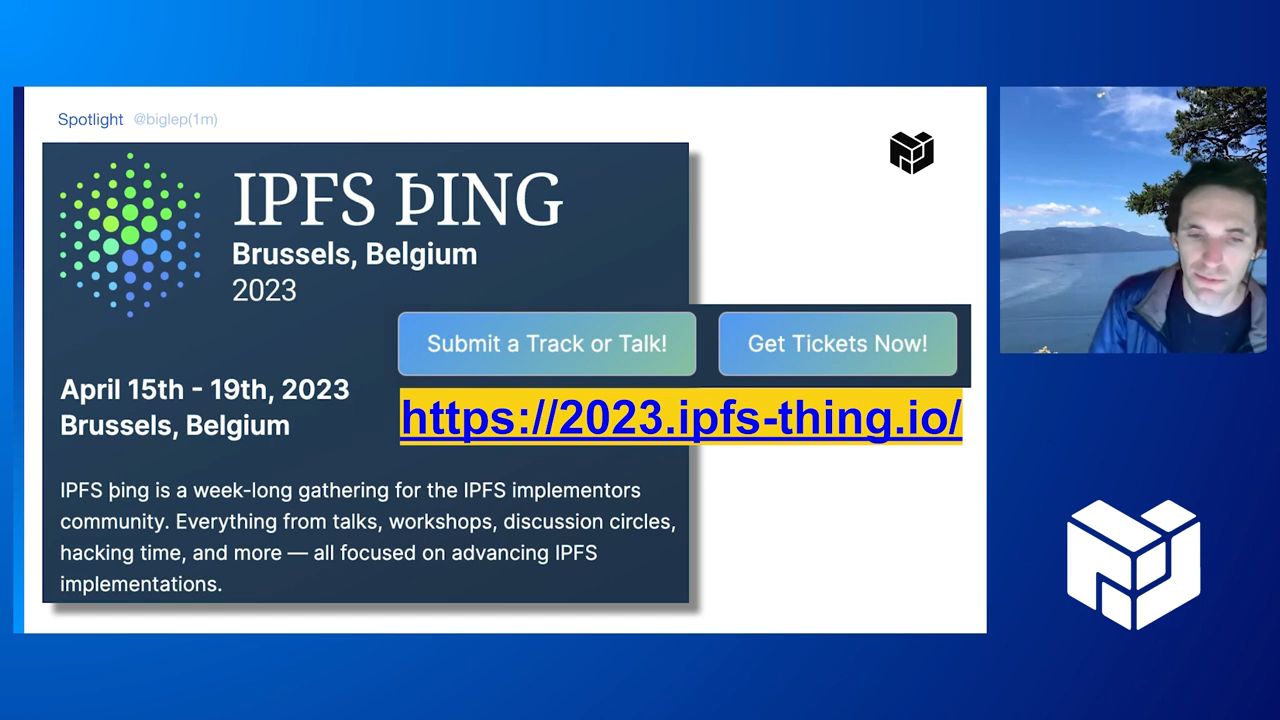 Spotlight @biglep(1m)
IPFS ÞING
Brussels, Belgium
2023
Submit a Track or Talk!
Get Tickets Now!
April 15th - 19th, 2023
Brussels, Belgium
https://2023.ipfs-thing.io/
IPFS þing is a week-long gathering for the IPFS implementors
community. Everything from talks, workshops, discussion circles,
hacking time, and more — all focused on advancing IPFS
implementations.